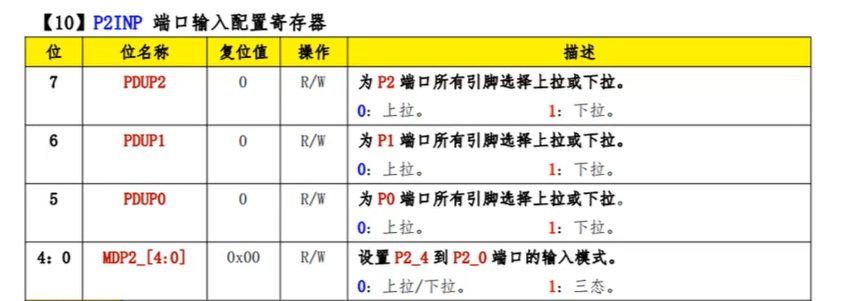 【10】P2INP 端口输入配置寄存器
位 位名称 复位值 操作 描述
7 PDUP2 0 R/W 为 P2 端口所有引脚选择上拉或下拉。
0：上拉。 1：下拉。
6 PDUP1 0 R/W 为 P1 端口所有引脚选择上拉或下拉。
0：上拉。 1：下拉。
5 PDUP0 0 R/W 为 P0 端口所有引脚选择上拉或下拉。
0：上拉。 1：下拉。
4：0 MDP2_[4:0] 0x00 R/W 设置 P2_4 到 P2_0 端口的输入模式。
0：上拉/下拉。 1：三态。